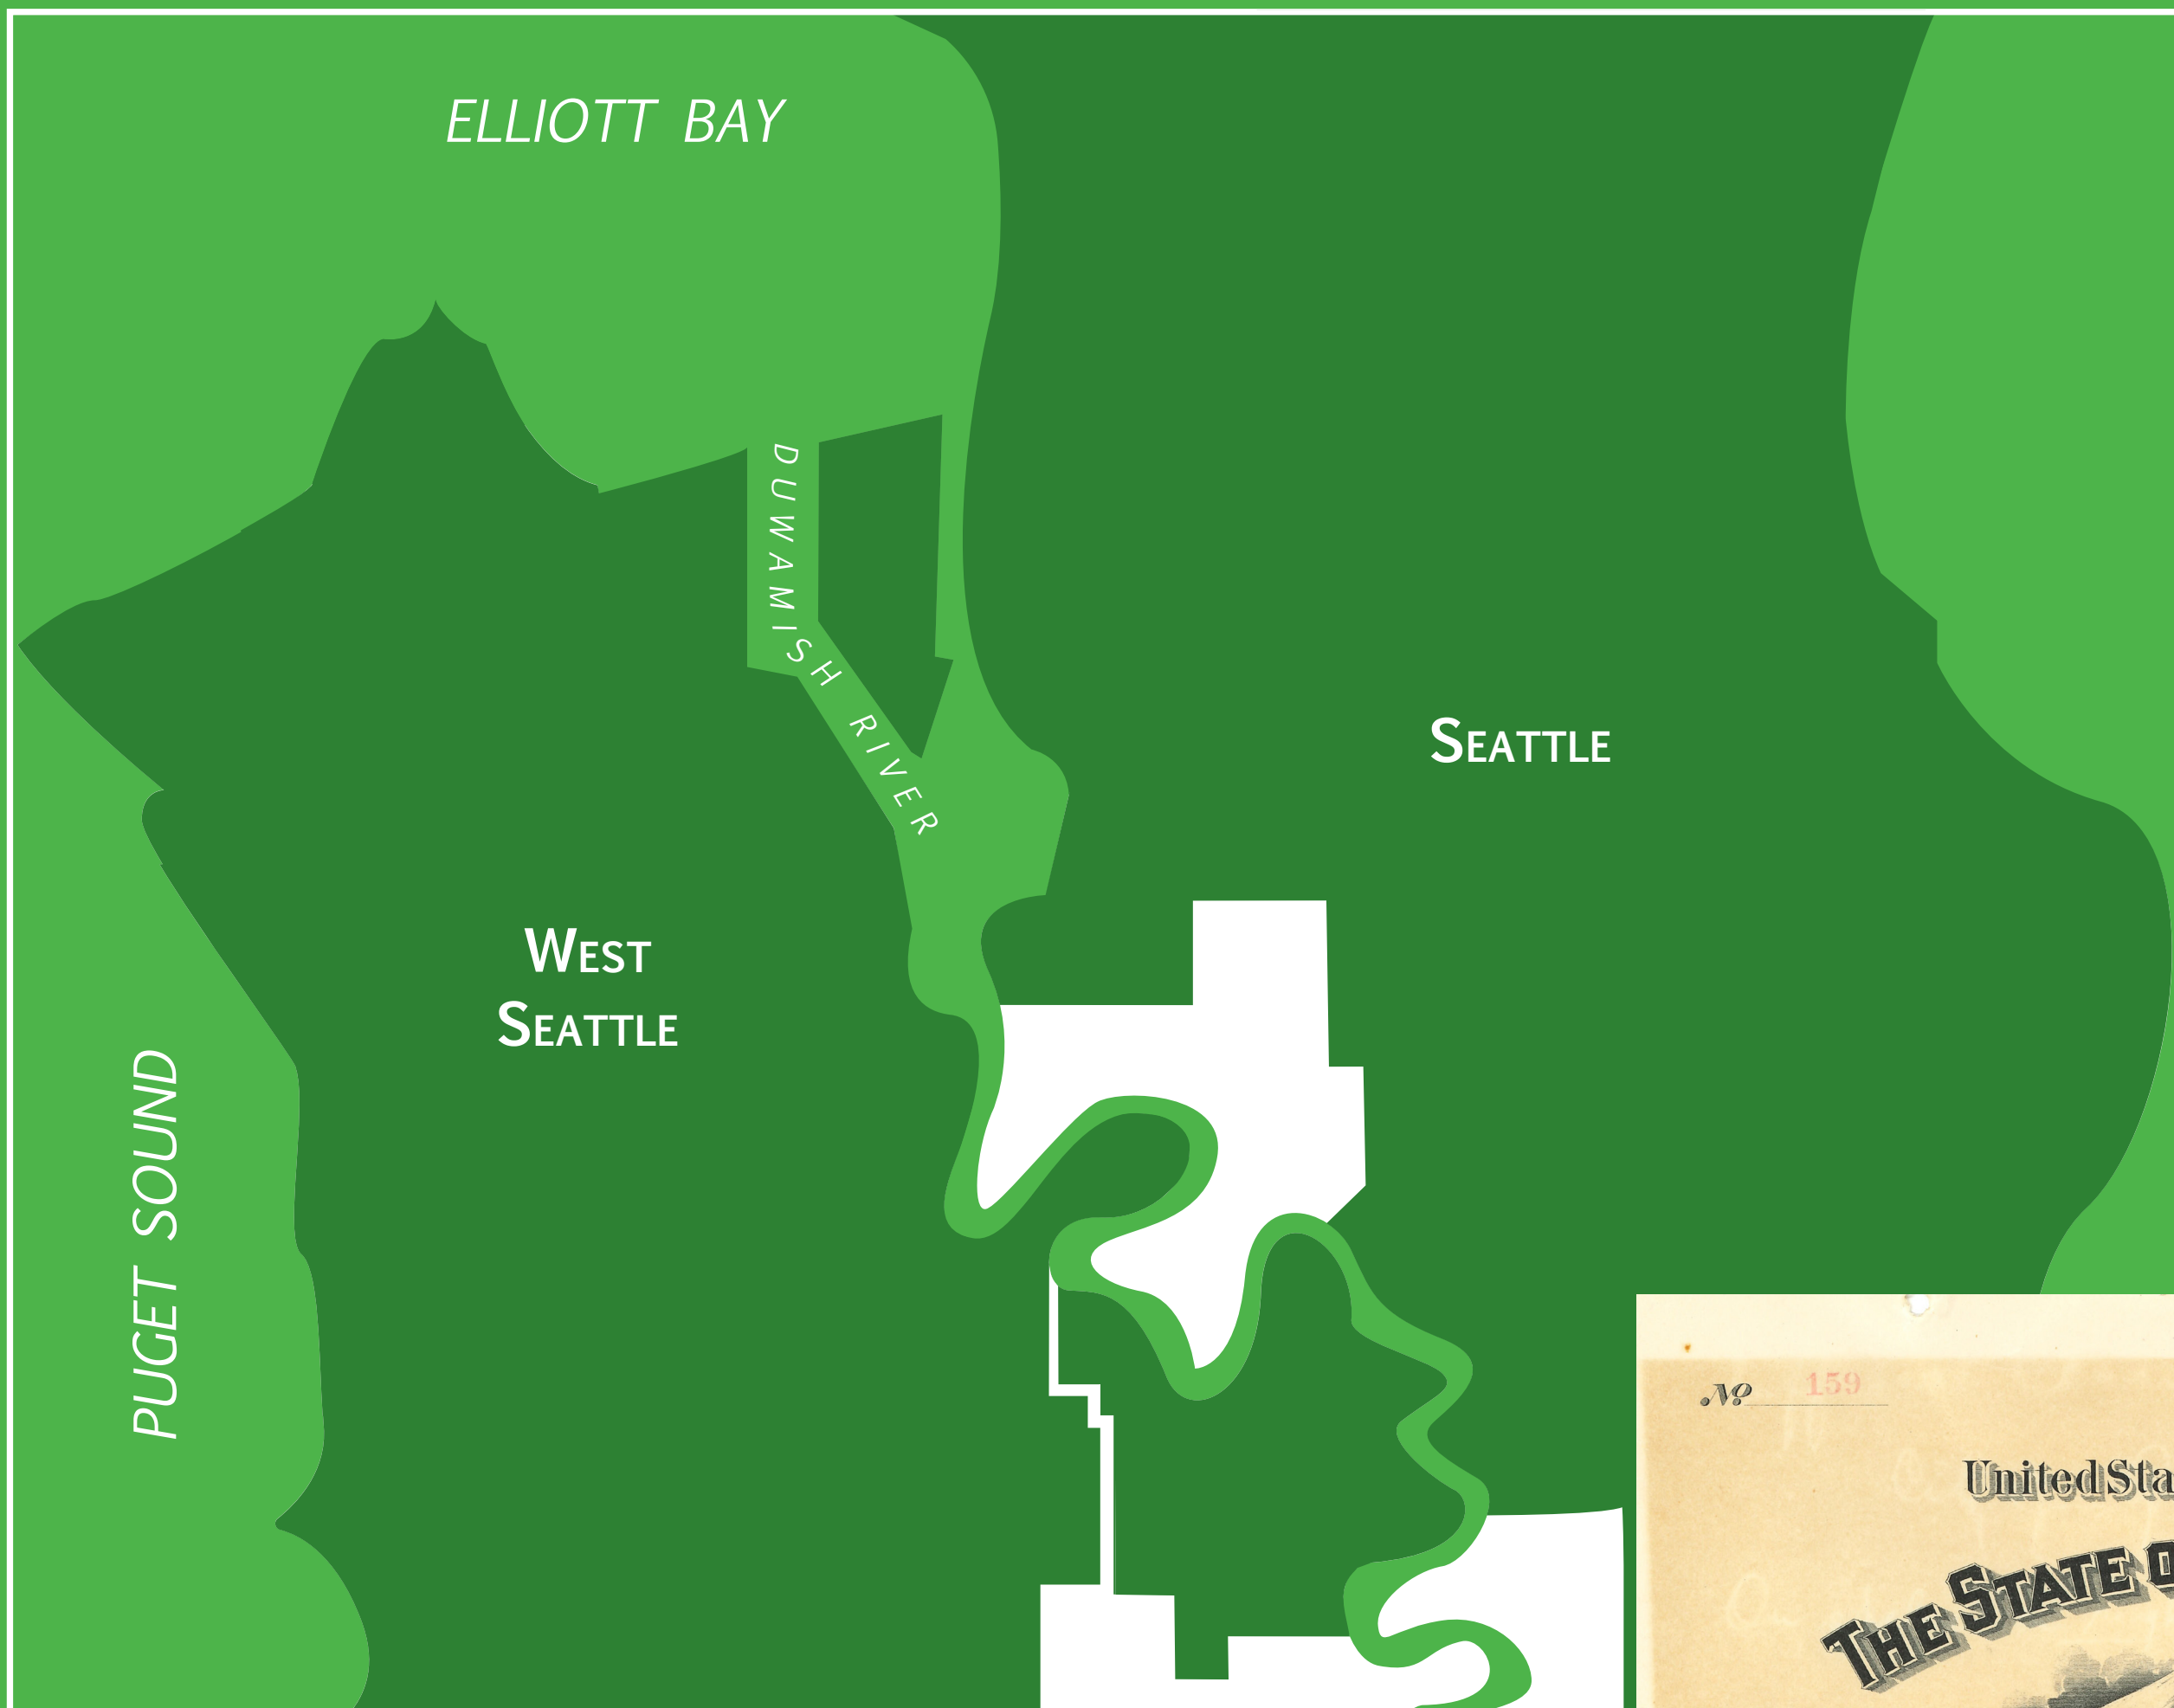 ELLIOTT BAY
DUWAMISH RIVER
SEATTLE
WEST
SEATTLE
PUGET SOUND
No 159
United Sta
THE STATE O